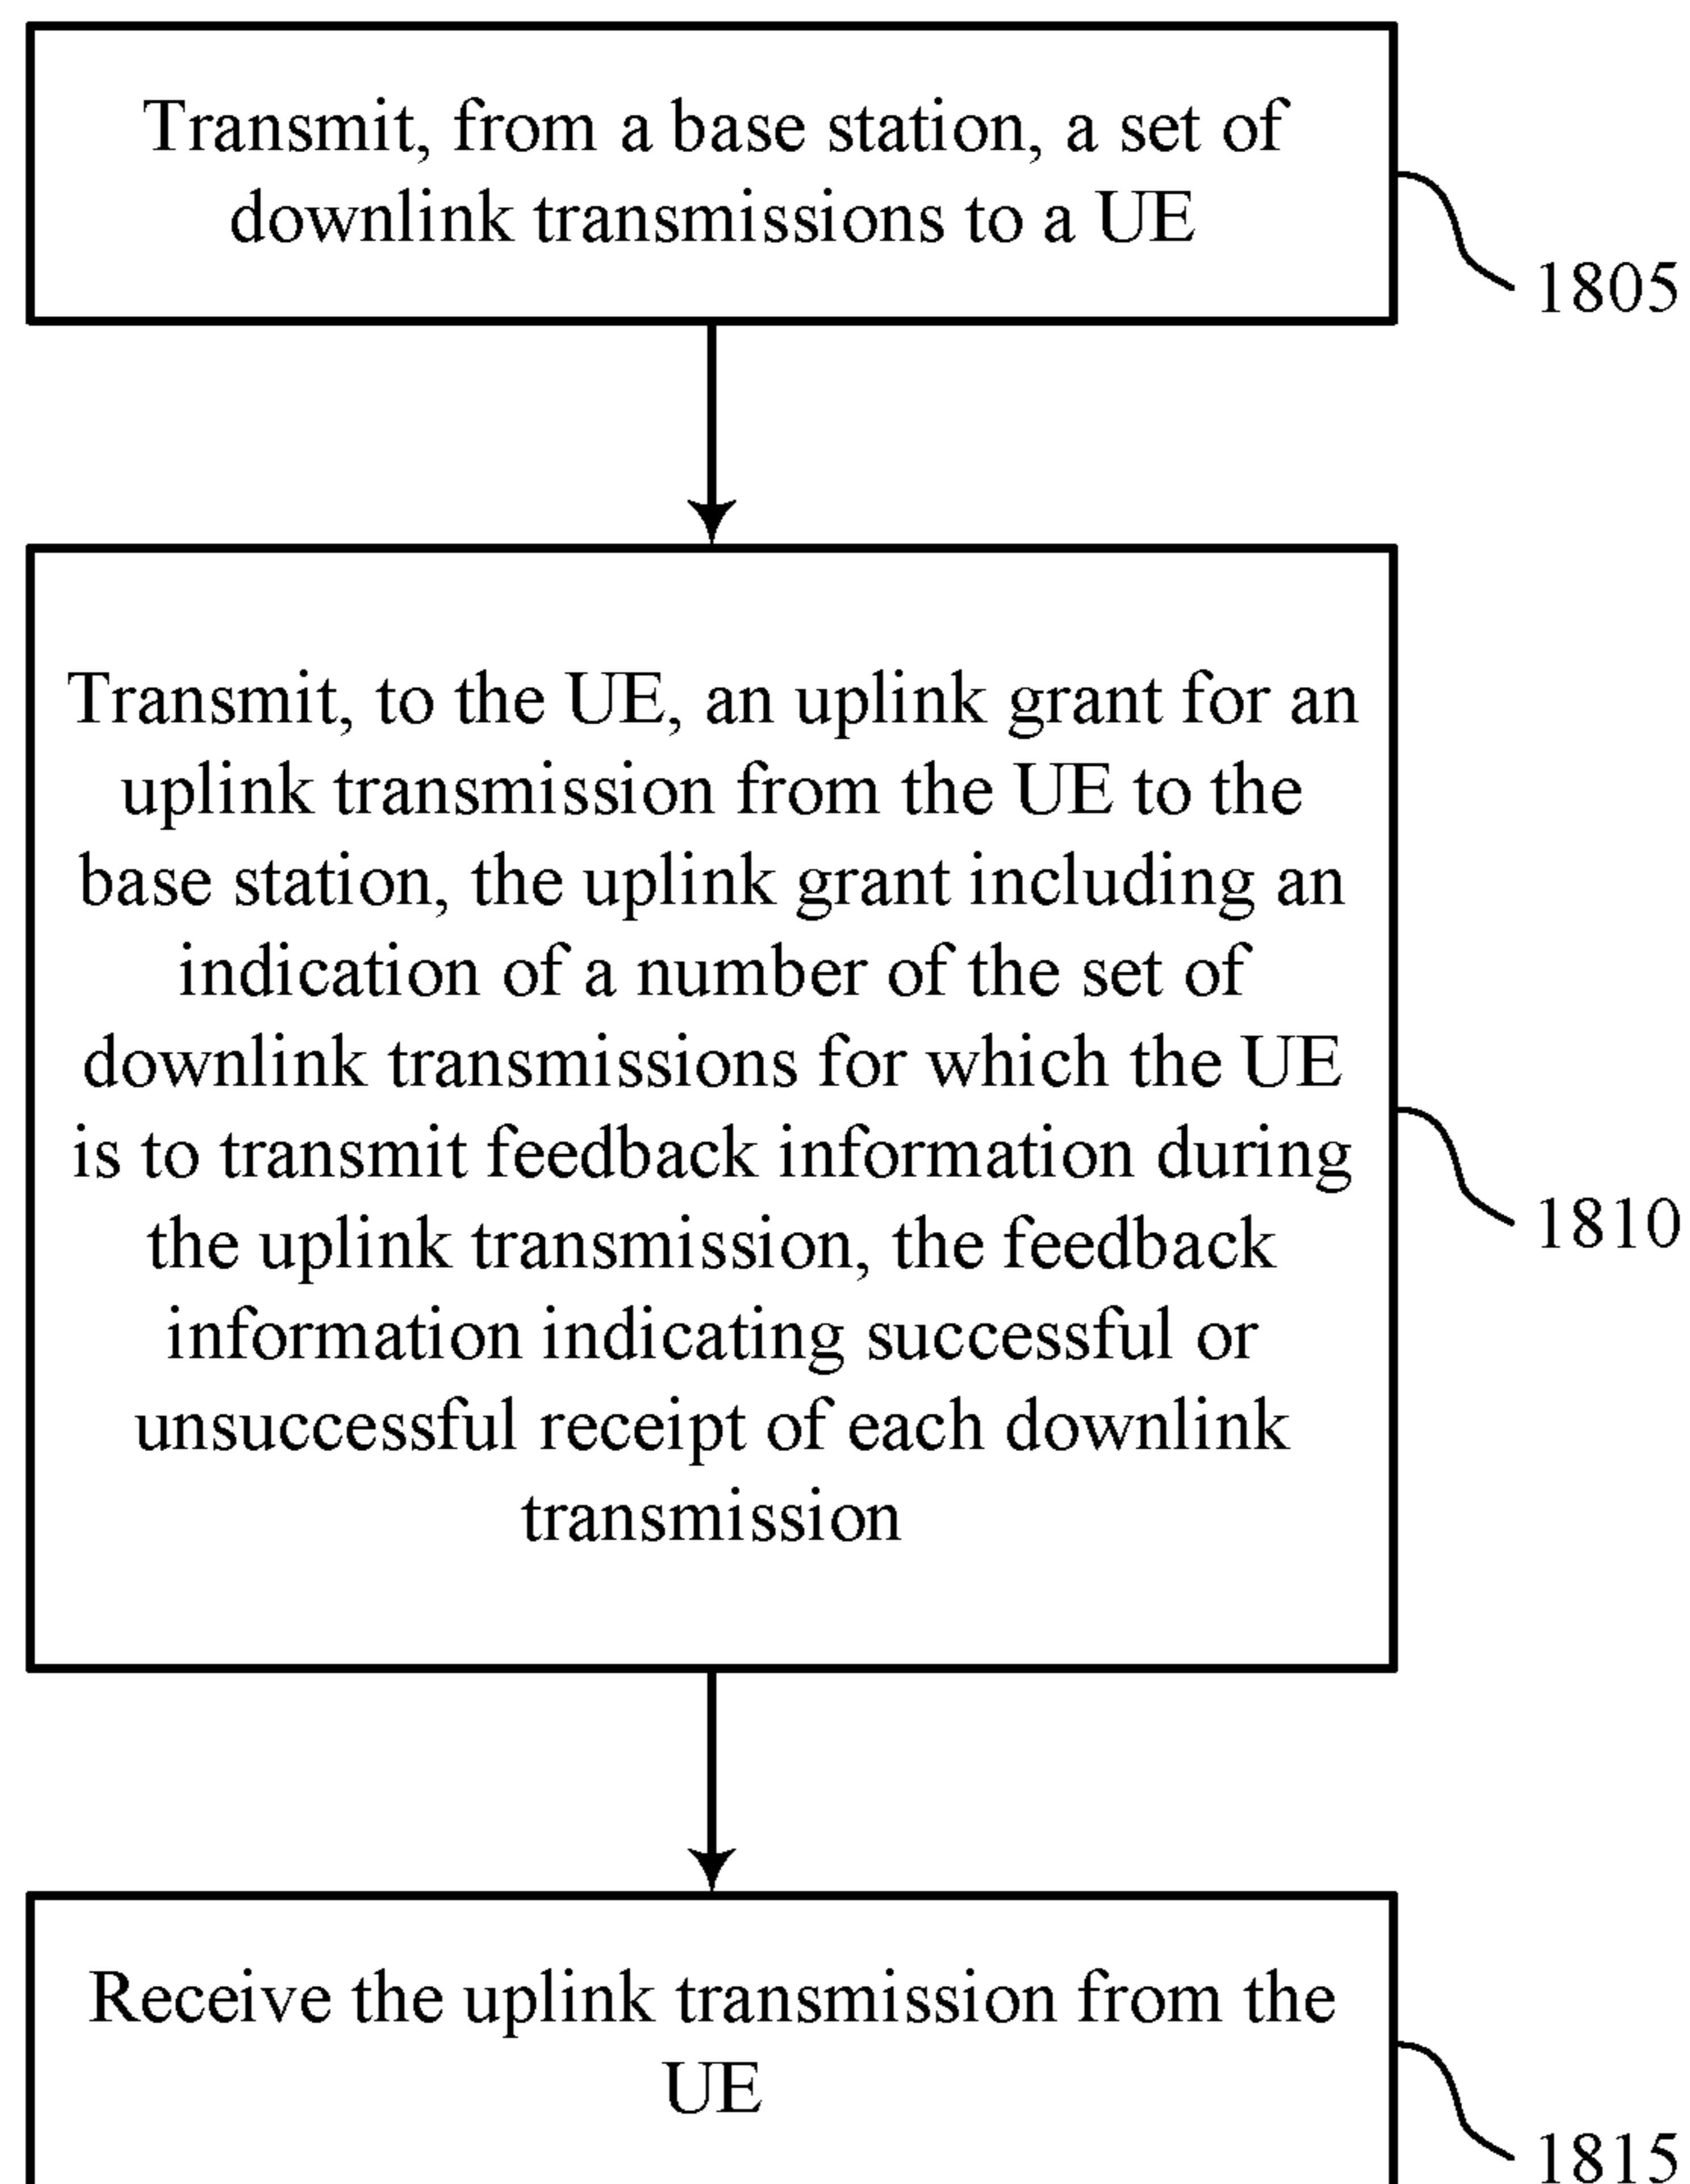 Transmit, from a base station, a set of
downlink transmissions to a UE
1805
Transmit, to the UE, an uplink grant for an
uplink transmission from the UE to the
base station, the uplink grant including an
indication of a number of the set of
downlink transmissions for which the UE
is to transmit feedback information during
the uplink transmission, the feedback
information indicating successful or
unsuccessful receipt of each downlink
transmission
1810
Receive the uplink transmission from the
UE
1815